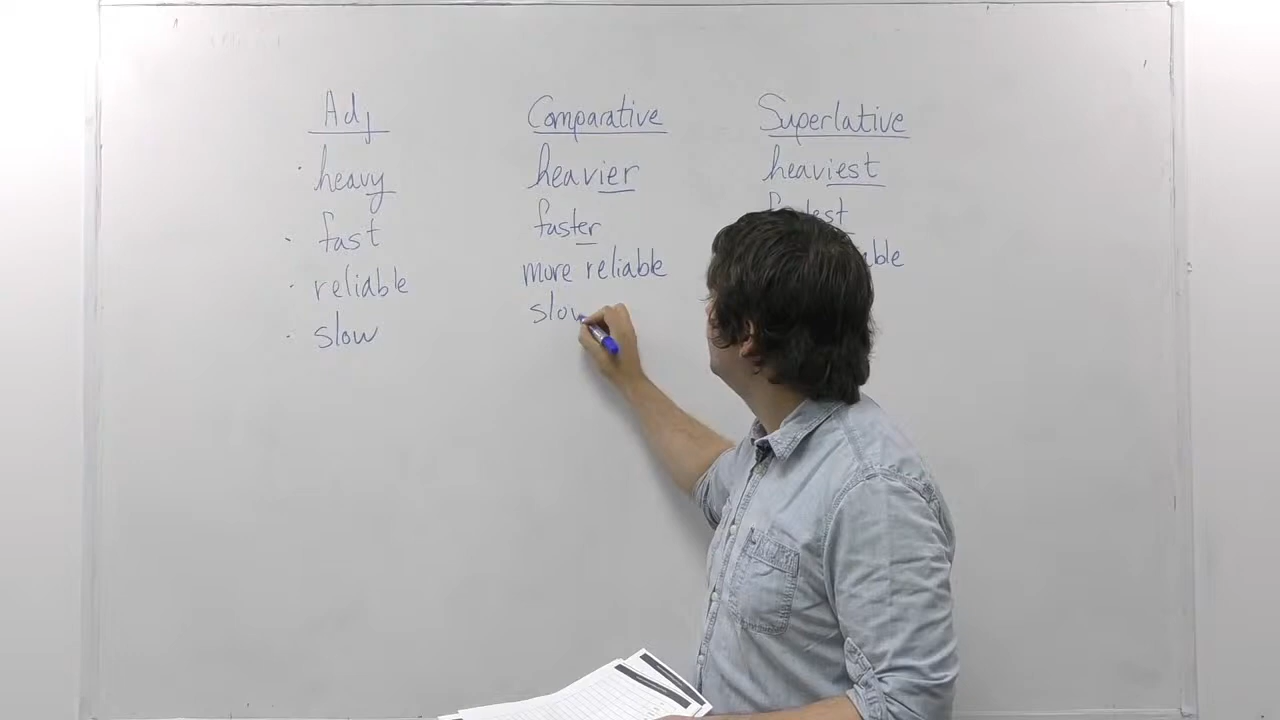 Adj Comparative Superlative
heavy heavier heaviest
fast faster
reliable more reliable
slow slow